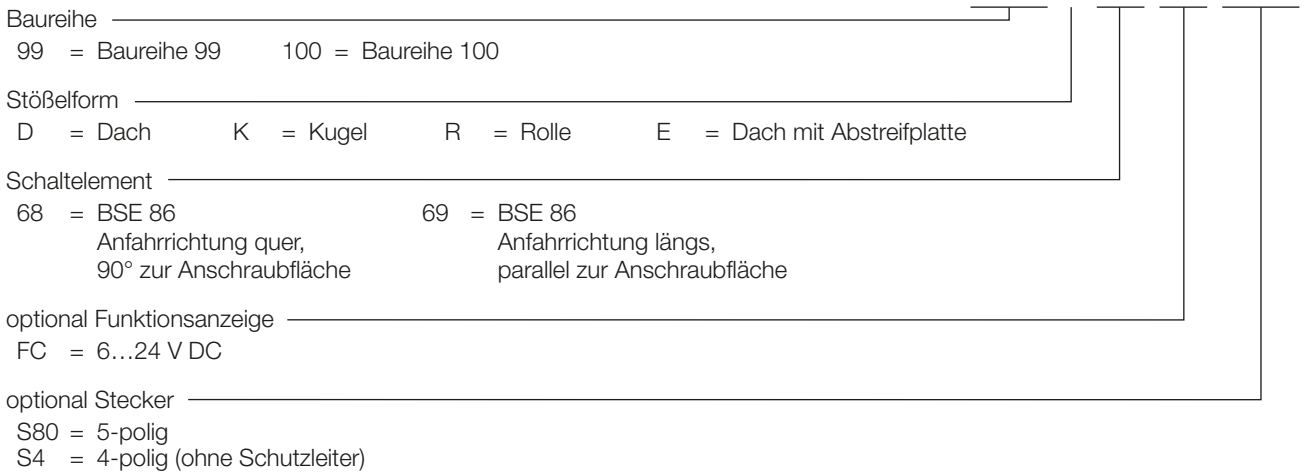 Baureihe
99 = Baureihe 99 100 = Baureihe 100
Stößelform
D = Dach K = Kugel R = Rolle E = Dach mit Abstreifplatte
Schaltelement
68 = BSE 86 69 = BSE 86
Anfahrrichtung quer, Anfahrrichtung längs,
90° zur Anschraubfläche parallel zur Anschraubfläche
optional Funktionsanzeige
FC = 6…24 V DC
optional Stecker
S80 = 5-polig
S4 = 4-polig (ohne Schutzleiter)